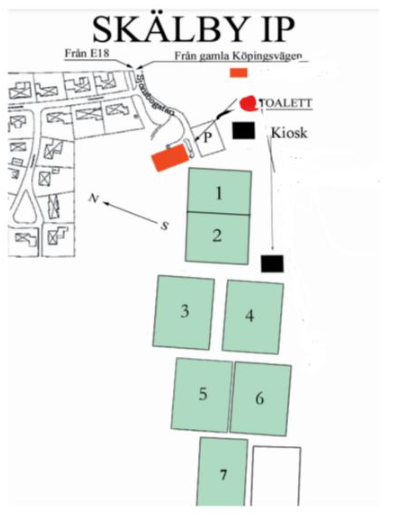 SKÄLBY IP
Från E18
Från gamla Köpingsvägen
TOALETT
P
Kiosk
1
N
S
2
3
4
5
6
7